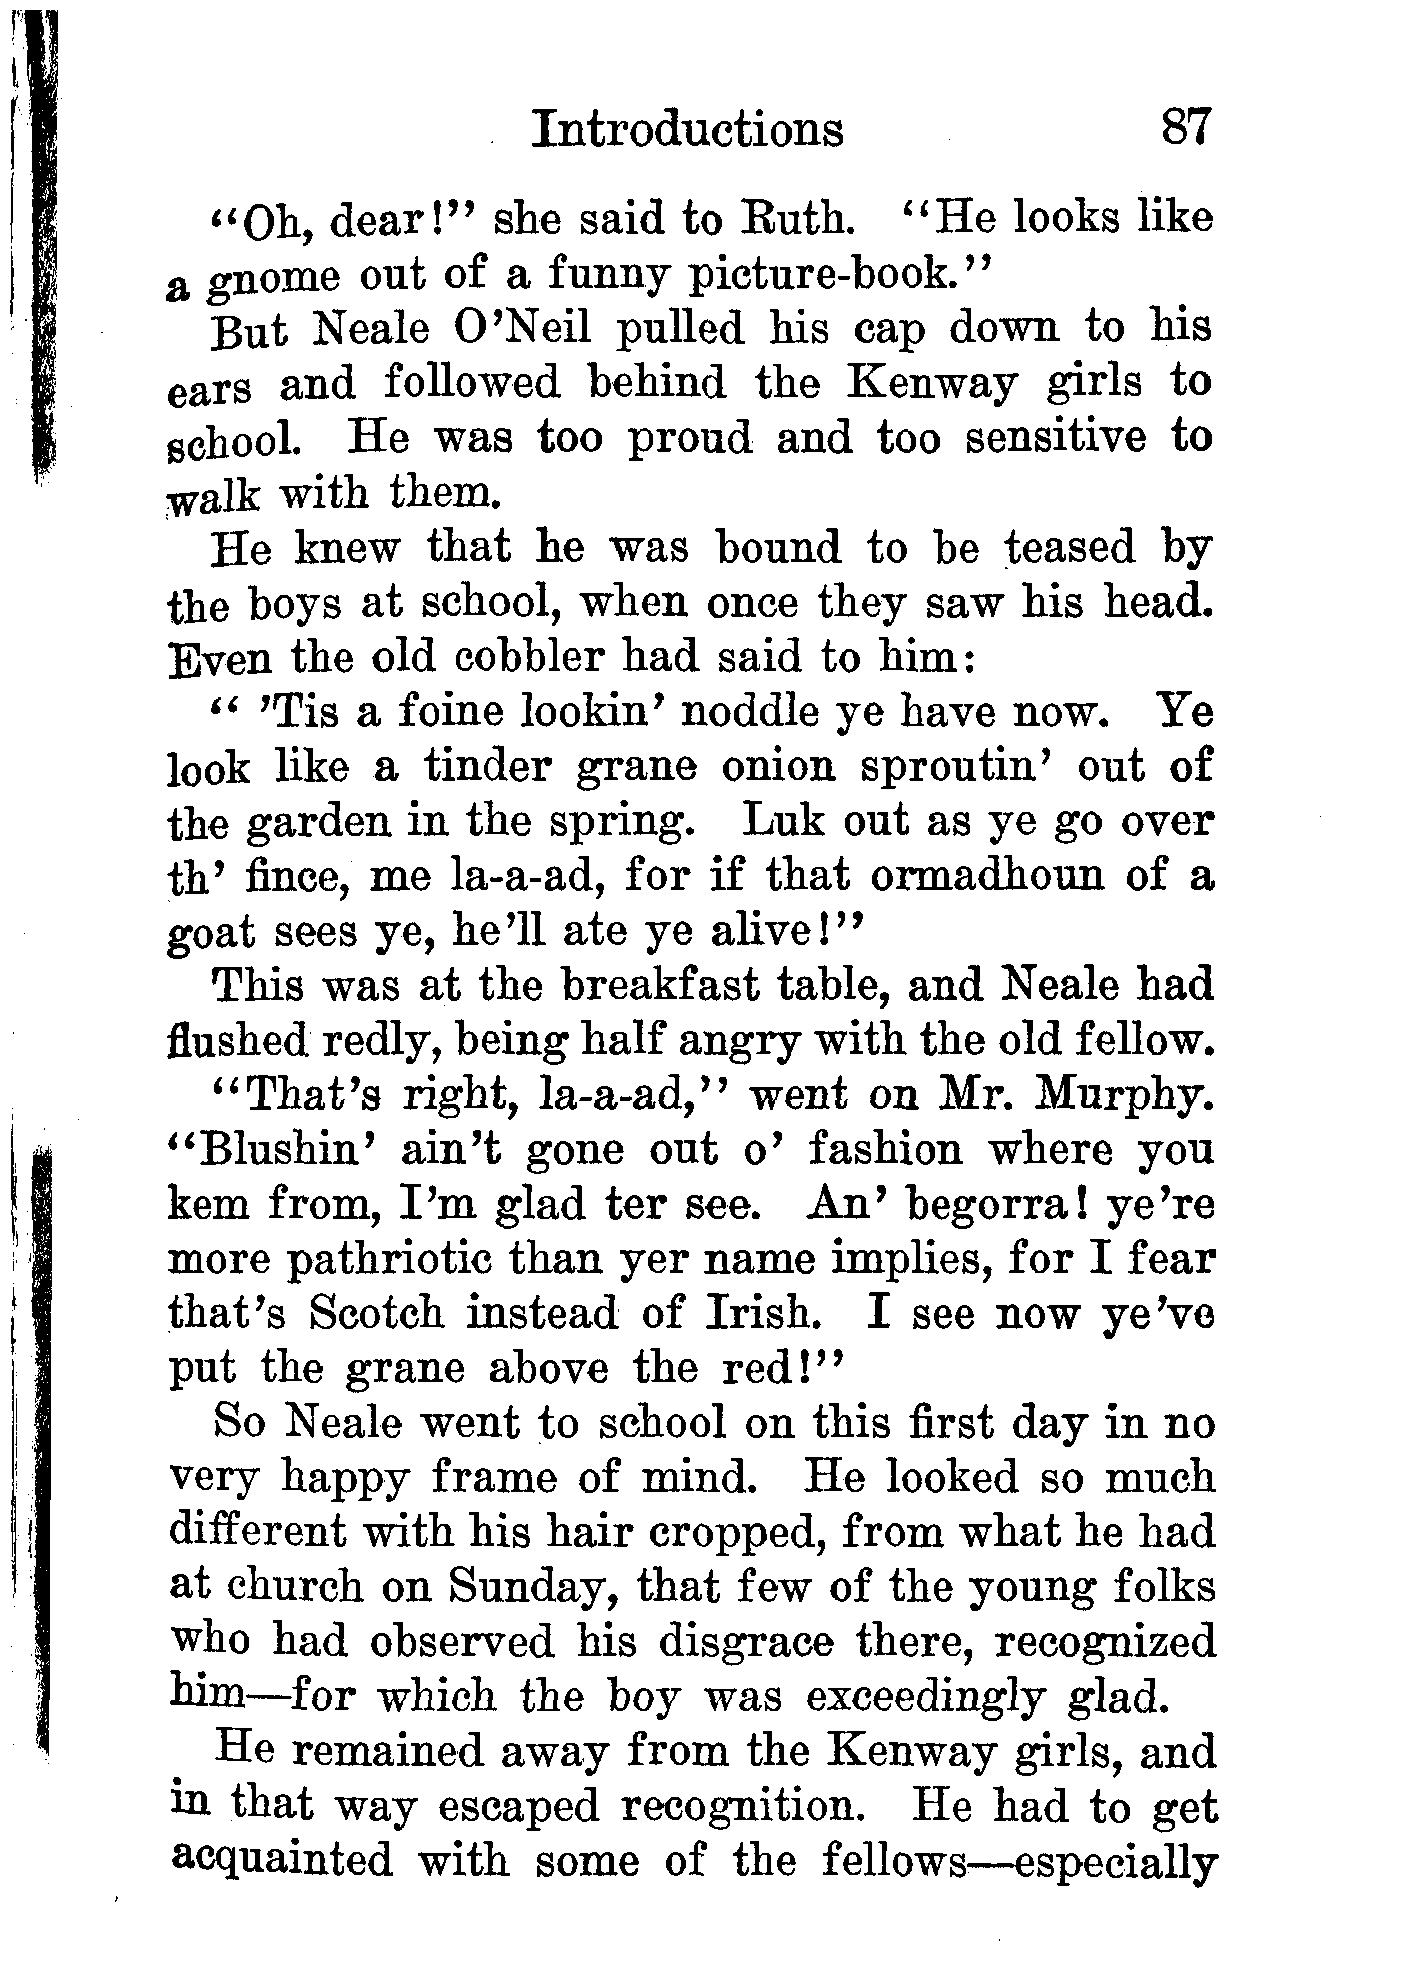 Introductions 87
"Oh, dear!" she said to Ruth. "He looks like
a gnome out of a funny picture-book."
But Neale O'Neil pulled his cap down to his
ears and followed behind the Kenway girls to
school. He was too proud and too sensitive to
walk with them.
He knew that he was bound to be teased by
the boys at school, when once they saw his head.
Even the old cobbler had said to him:
" 'Tis a foine lookin' noddle ye have now. Ye
look like a tinder grane onion sproutin' out of
the garden in the spring. Luk out as ye go over
th' fince, me la-a-ad, for if that ormadhoun of a
goat sees ye, he'll ate ye alive!"
This was at the breakfast table, and Neale had
flushed redly, being half angry with the old fellow.
"That's right, la-a-ad," went on Mr. Murphy.
"Blushin' ain't gone out o' fashion where you
kem from, I'm glad ter see. An' begorra! ye're
more pathriotic than yer name implies, for I fear
that's Scotch instead of Irish. I see now ye've
put the grane above the red!"
So Neale went to school on this first day in no
very happy frame of mind. He looked so much
different with his hair cropped, from what he had
at church on Sunday, that few of the young folks
who had observed his disgrace there, recognized
him—for which the boy was exceedingly glad.
He remained away from the Kenway girls, and
in that way escaped recognition. He had to get
acquainted with some of the fellows—especially